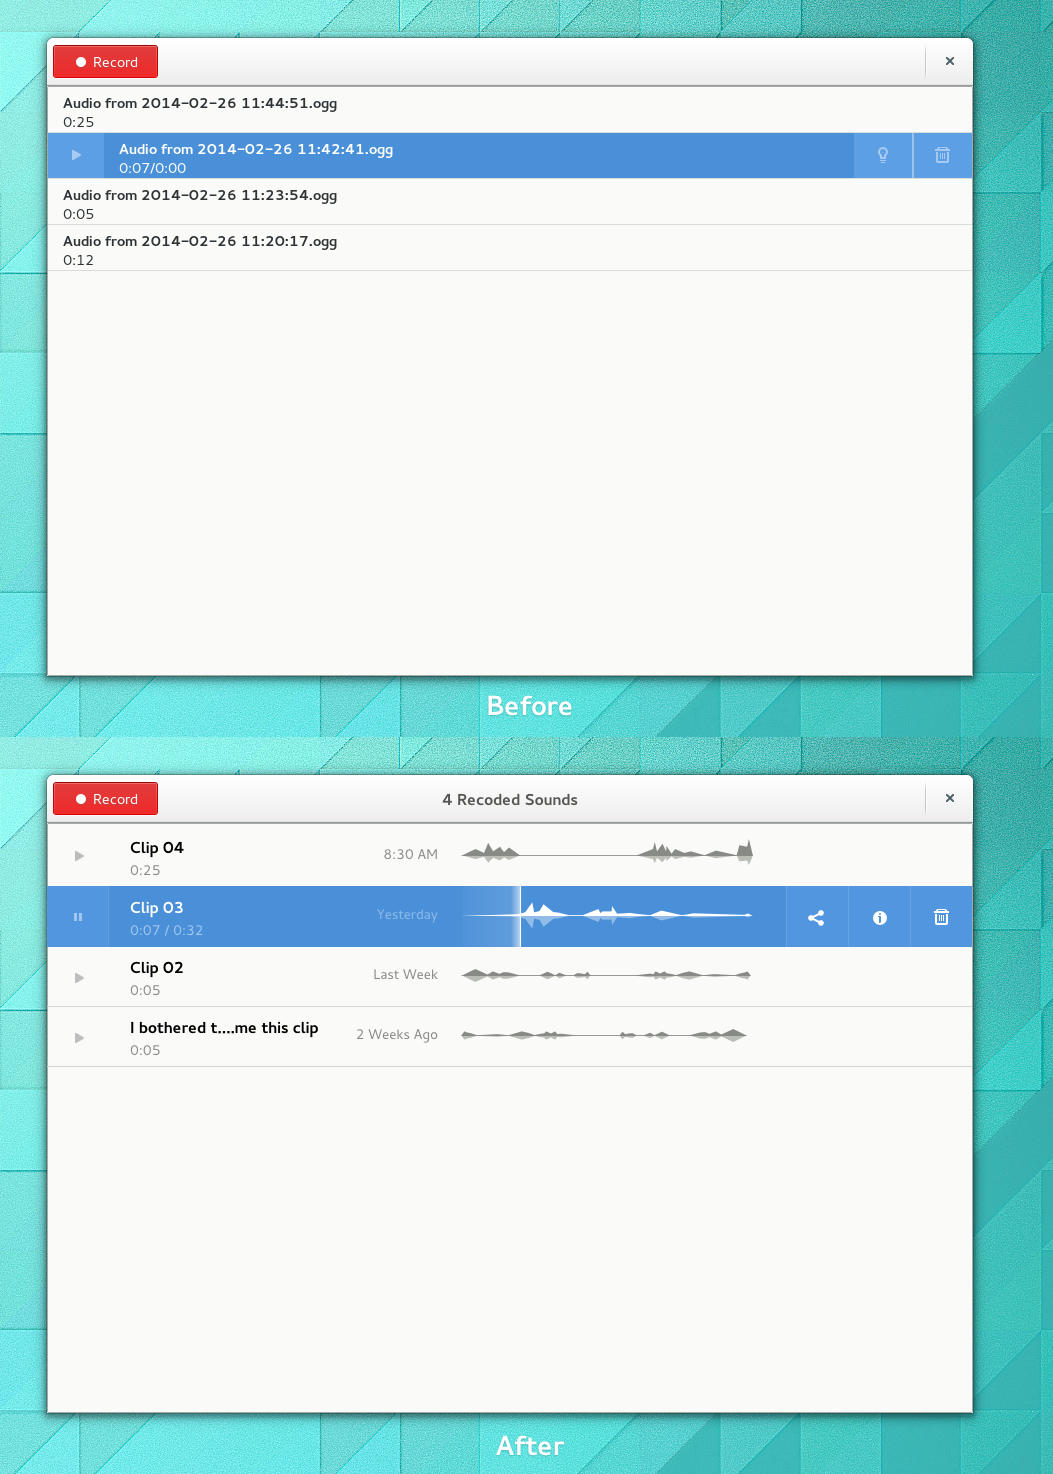 Record
Audio from 2014-02-26 11:44:51.ogg
0:25
Audio from 2014-02-26 11:42:41.ogg
0:07/0:00
Audio from 2014-02-26 11:23:54.ogg
0:05
Audio from 2014-02-26 11:20:17.ogg
0:12
Before
Record 4 Recoded Sounds
Clip 04 8:30 AM
0:25
Clip 03 Yesterday
0:07 / 0:32
Clip 02 Last Week
0:05
I bothered t....me this clip 2 Weeks Ago
0:05
After